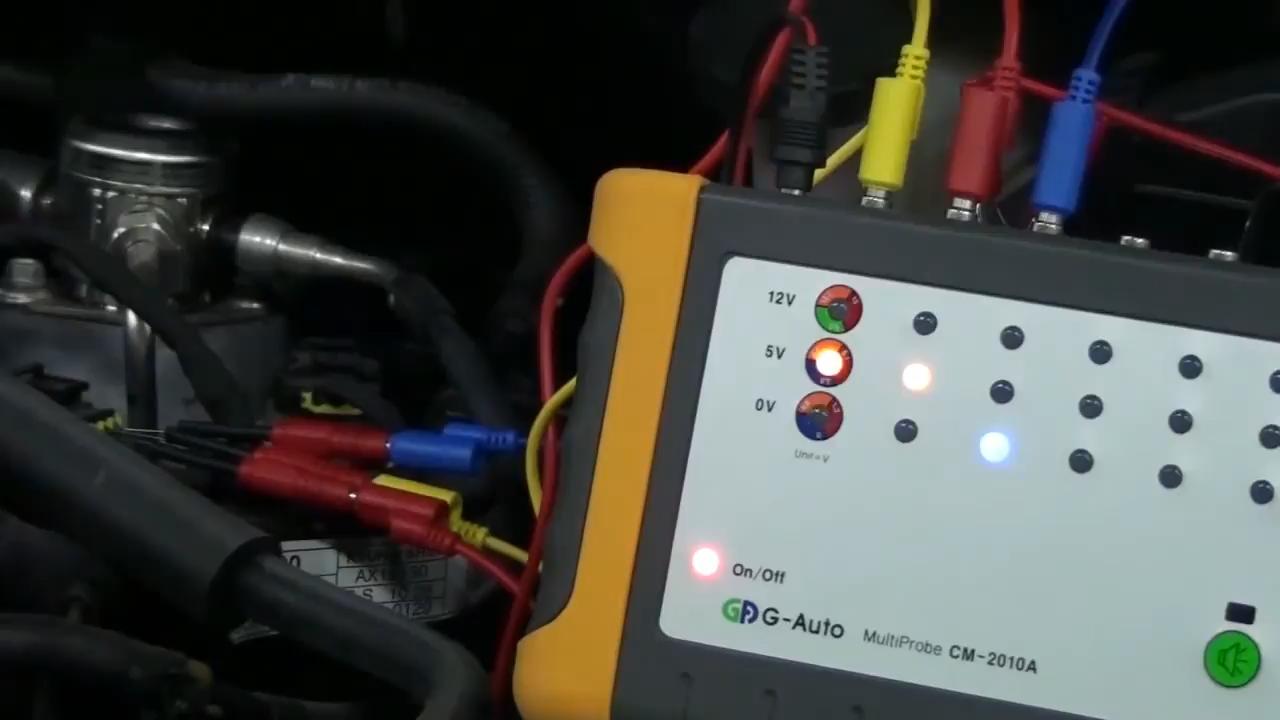 12V
5V
0V
Unit=V
On/Off
G-Auto
MultiProbe CM-2010A